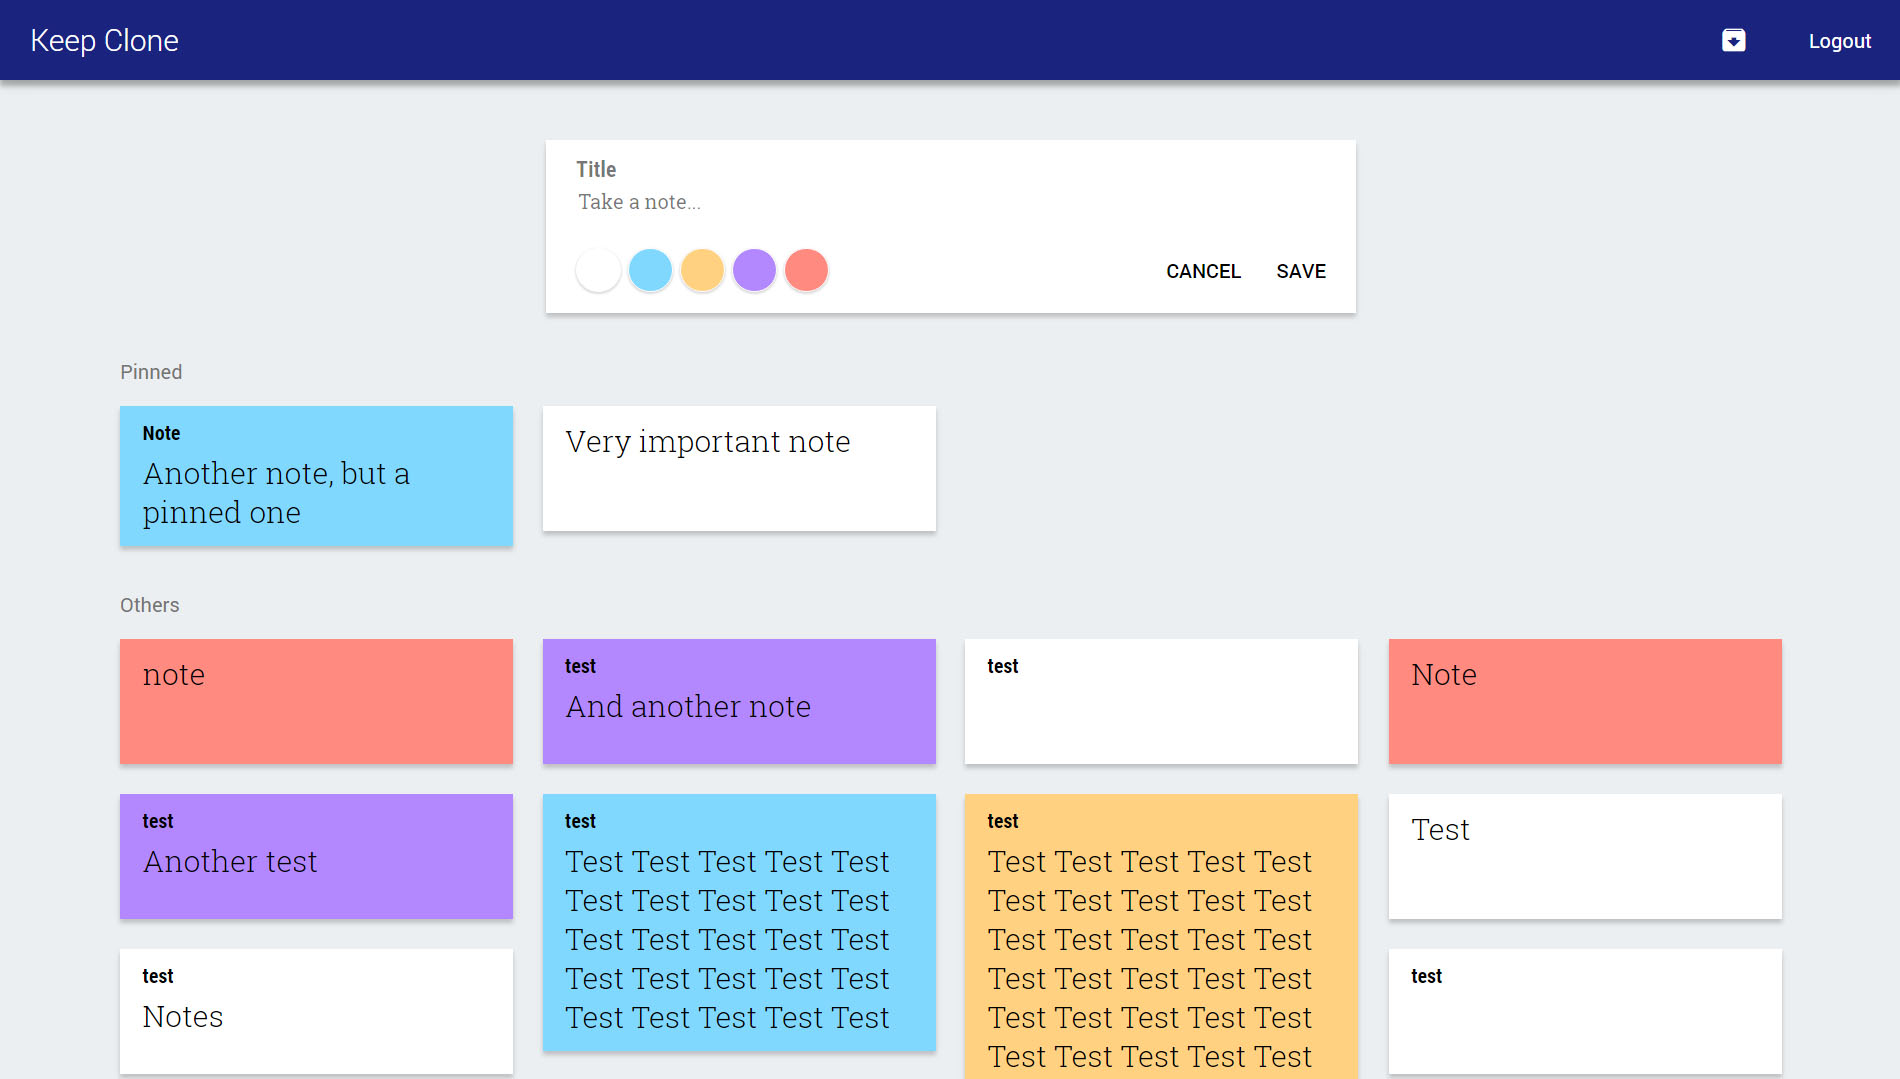 Keep Clone
Logout
Title
Take a note...
CANCEL
SAVE
Pinned
Note
Another note, but a
pinned one
Very important note
Others
note
test
And another note
test
Note
test
Another test
test
Test Test Test Test Test
Test Test Test Test Test
Test Test Test Test Test
Test Test Test Test Test
Test Test Test Test Test
test
Test Test Test Test Test
Test Test Test Test Test
Test Test Test Test Test
Test Test Test Test Test
Test Test Test Test Test
Test Test Test Test Test
Test
test
Notes
test